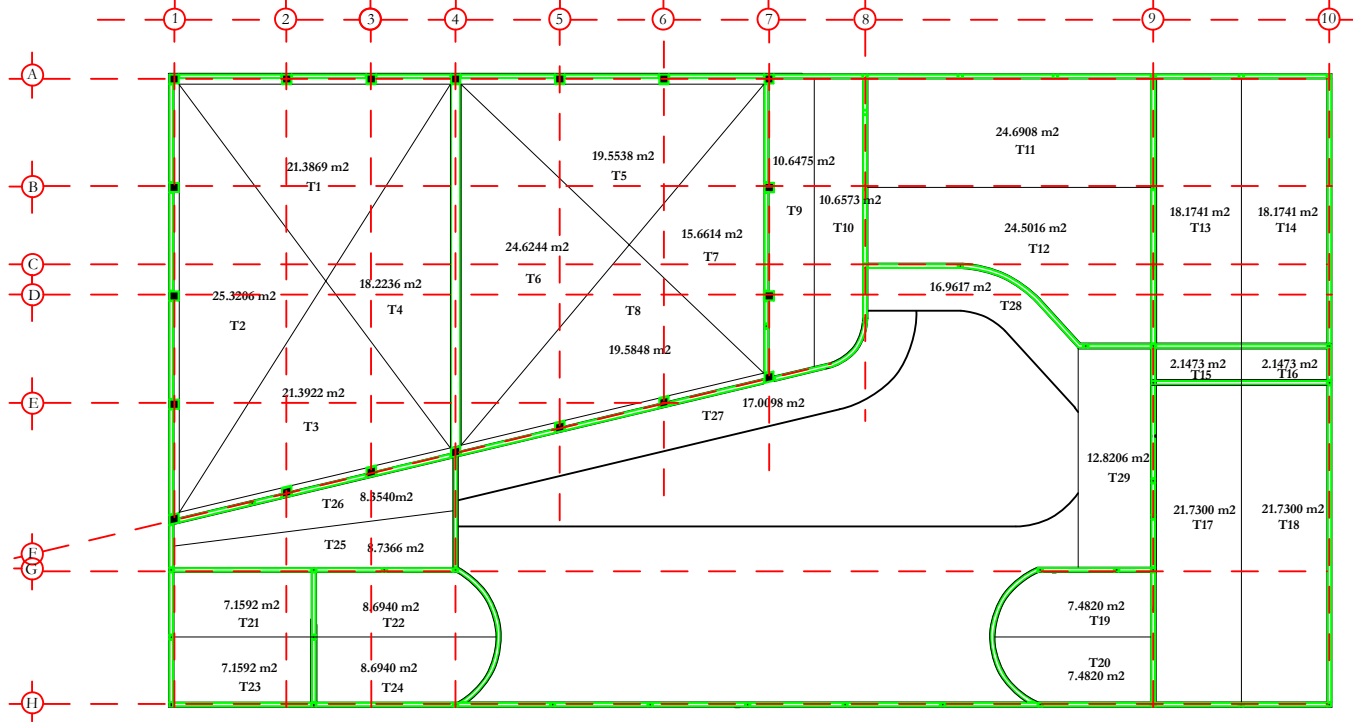 1 2 3 4 5 6 7 8 9 10
A
24.6908 m2
T11
19.5538 m2
T5
10.6475m2
21.3869 m2
T1
B
10.6573 m2
T9
T10
18.1741 m2
T13
18.1741 m2
T14
24.5016 m2
T12
15.6614 m2
T7
24.6244 m2
T6
C
18.2236 m2
T4
16.9617 m2
T28
D
25.3206 m2
T2
T8
19.5848 m2
2.1473 m2
T15
2.1473 m2
T16
21.3922 m2
T3
E
17.0098 m2
T27
12.8206 m2
T29
8.3540m2
T26
21.7300 m2
T17
21.7300 m2
T18
T25
8.7366 m2
F
G
7.1592 m2
T21
8.6940 m2
T22
7.4820 m2
T19
7.1592 m2
T23
8.6940 m2
T24
T20
7.4820 m2
H